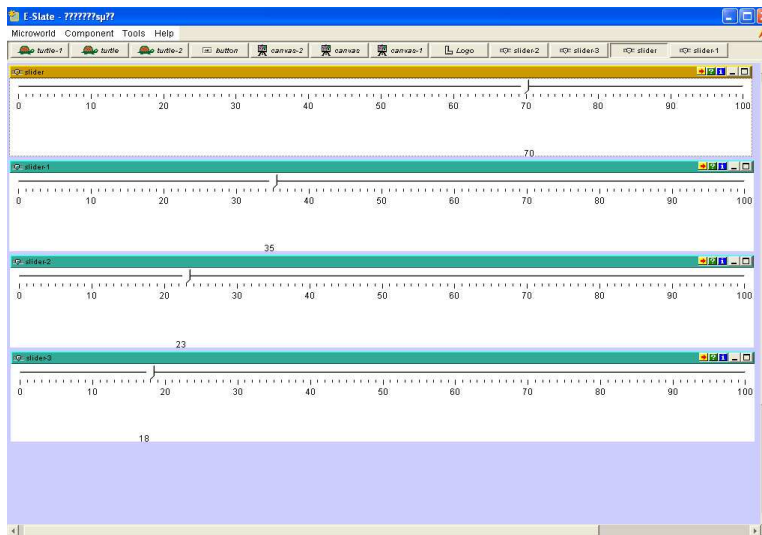 E-Slate - ???????sµ??
Microworld Component Tools Help
turtle-1 turtle turtle-2 button canvas-2 canvas canvas-1 Logo slider-2 slider-3 slider slider-1
slider
0 10 20 30 40 50 60 70 80 90 100
70
slider-1
0 10 20 30 40 50 60 70 80 90 100
35
slider-2
0 10 20 30 40 50 60 70 80 90 100
23
slider-3
0 10 20 30 40 50 60 70 80 90 100
18